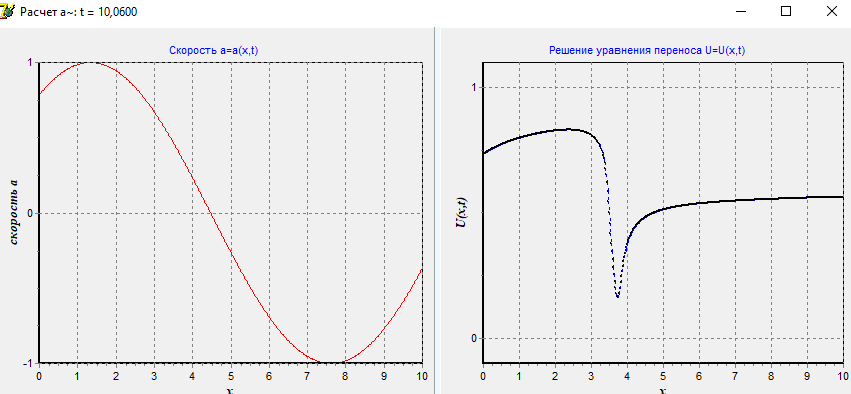 Расчет a~: t = 10,0600
Скорость a=a(x,t)
1
0
-1
скорость a
0 1 2 3 4 5 6 7 8 9 10
x
Решение уравнения переноса U=U(x,t)
1
0
U(x,t)
0 1 2 3 4 5 6 7 8 9 10
x